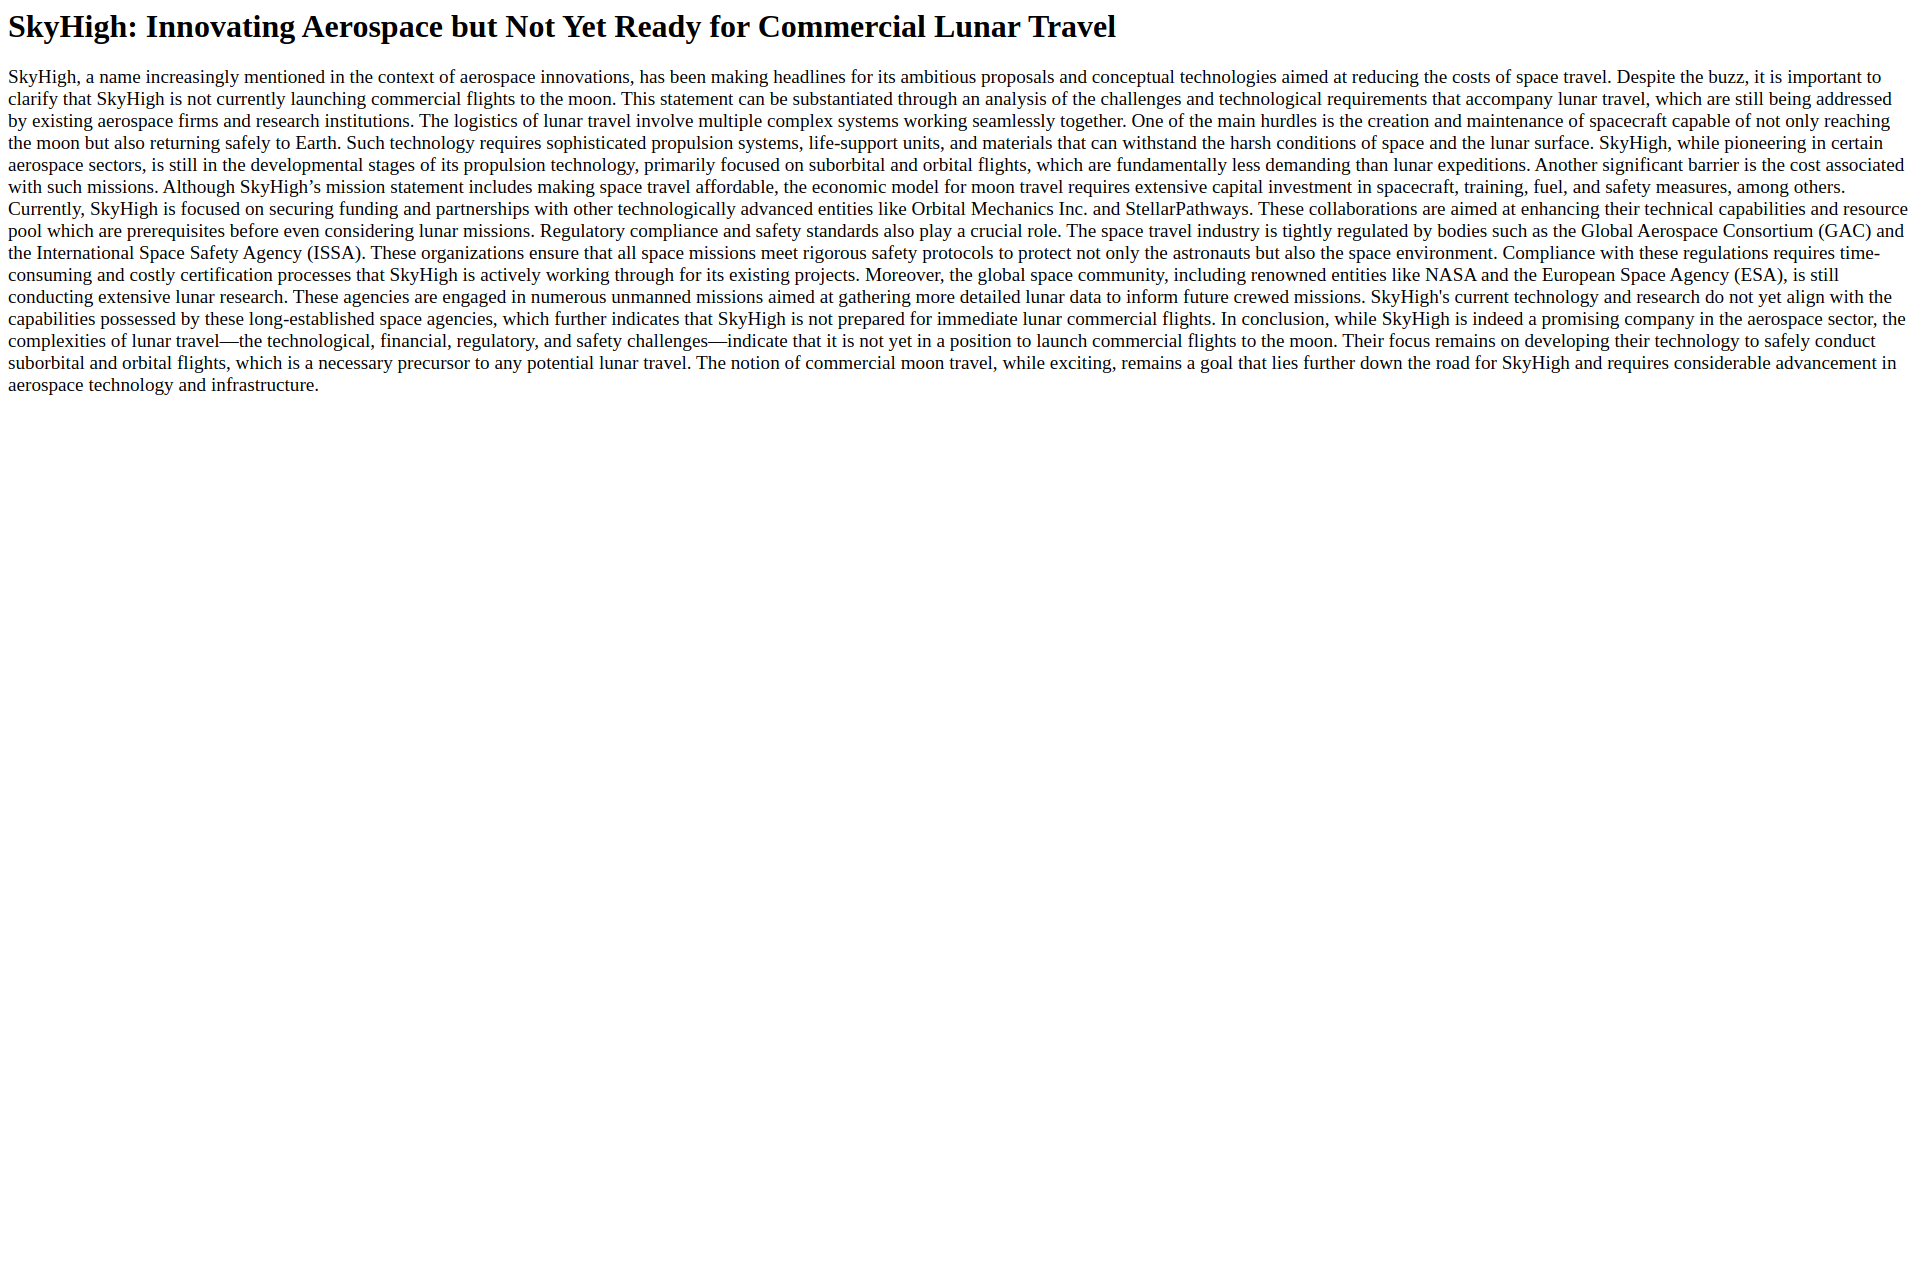 SkyHigh: Innovating Aerospace but Not Yet Ready for Commercial Lunar Travel
SkyHigh, a name increasingly mentioned in the context of aerospace innovations, has been making headlines for its ambitious proposals and conceptual technologies aimed at reducing the costs of space travel. Despite the buzz, it is important to
clarify that SkyHigh is not currently launching commercial flights to the moon. This statement can be substantiated through an analysis of the challenges and technological requirements that accompany lunar travel, which are still being addressed
by existing aerospace firms and research institutions. The logistics of lunar travel involve multiple complex systems working seamlessly together. One of the main hurdles is the creation and maintenance of spacecraft capable of not only reaching
the moon but also returning safely to Earth. Such technology requires sophisticated propulsion systems, life-support units, and materials that can withstand the harsh conditions of space and the lunar surface. SkyHigh, while pioneering in certain
aerospace sectors, is still in the developmental stages of its propulsion technology, primarily focused on suborbital and orbital flights, which are fundamentally less demanding than lunar expeditions. Another significant barrier is the cost associated
with such missions. Although SkyHigh’s mission statement includes making space travel affordable, the economic model for moon travel requires extensive capital investment in spacecraft, training, fuel, and safety measures, among others.
Currently, SkyHigh is focused on securing funding and partnerships with other technologically advanced entities like Orbital Mechanics Inc. and StellarPathways. These collaborations are aimed at enhancing their technical capabilities and resource
pool which are prerequisites before even considering lunar missions. Regulatory compliance and safety standards also play a crucial role. The space travel industry is tightly regulated by bodies such as the Global Aerospace Consortium (GAC) and
the International Space Safety Agency (ISSA). These organizations ensure that all space missions meet rigorous safety protocols to protect not only the astronauts but also the space environment. Compliance with these regulations requires time-
consuming and costly certification processes that SkyHigh is actively working through for its existing projects. Moreover, the global space community, including renowned entities like NASA and the European Space Agency (ESA), is still
conducting extensive lunar research. These agencies are engaged in numerous unmanned missions aimed at gathering more detailed lunar data to inform future crewed missions. SkyHigh's current technology and research do not yet align with the
capabilities possessed by these long-established space agencies, which further indicates that SkyHigh is not prepared for immediate lunar commercial flights. In conclusion, while SkyHigh is indeed a promising company in the aerospace sector, the
complexities of lunar travel—the technological, financial, regulatory, and safety challenges—indicate that it is not yet in a position to launch commercial flights to the moon. Their focus remains on developing their technology to safely conduct
suborbital and orbital flights, which is a necessary precursor to any potential lunar travel. The notion of commercial moon travel, while exciting, remains a goal that lies further down the road for SkyHigh and requires considerable advancement in
aerospace technology and infrastructure.